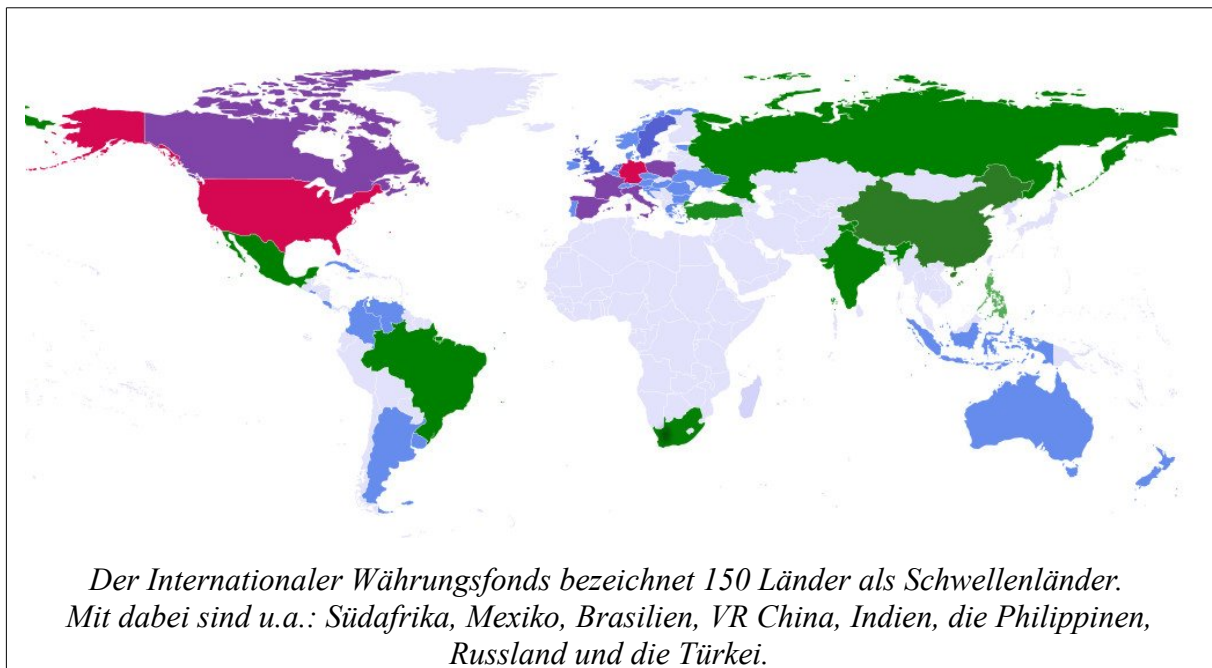 Der Internationaler Währungsfonds bezeichnet 150 Länder als Schwellenländer.
Mit dabei sind u.a.: Südafrika, Mexiko, Brasilien, VR China, Indien, die Philippinen,
Russland und die Türkei.